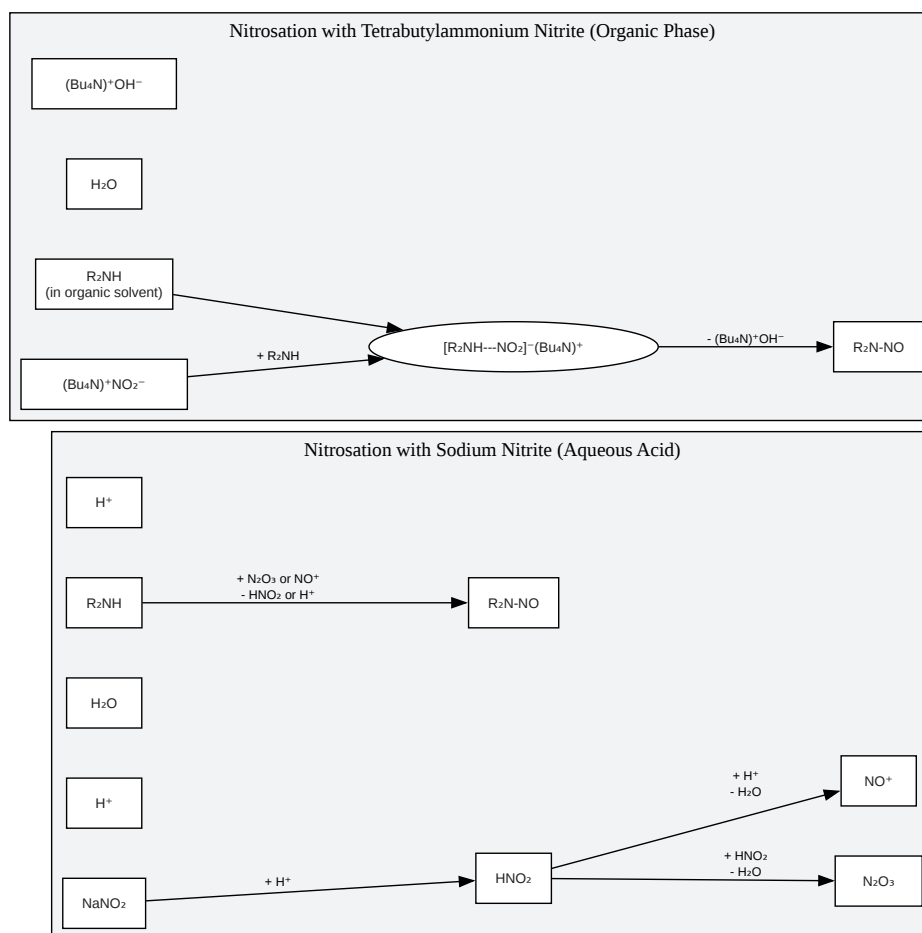 Nitrosation with Tetrabutylammonium Nitrite (Organic Phase)
(Bu₄N)⁺OH⁻
H₂O
R₂NH
(in organic solvent)
(Bu₄N)⁺NO₂⁻
+ R₂NH
[R₂NH---NO₂]⁻(Bu₄N)⁺
- (Bu₄N)⁺OH⁻
R₂N-NO
Nitrosation with Sodium Nitrite (Aqueous Acid)
H⁺
R₂NH
+ N₂O₃ or NO⁺
- HNO₂ or H⁺
R₂N-NO
H₂O
H⁺
NaNO₂
+ H⁺
HNO₂
+ H⁺
- H₂O
NO⁺
+ HNO₂
- H₂O
N₂O₃